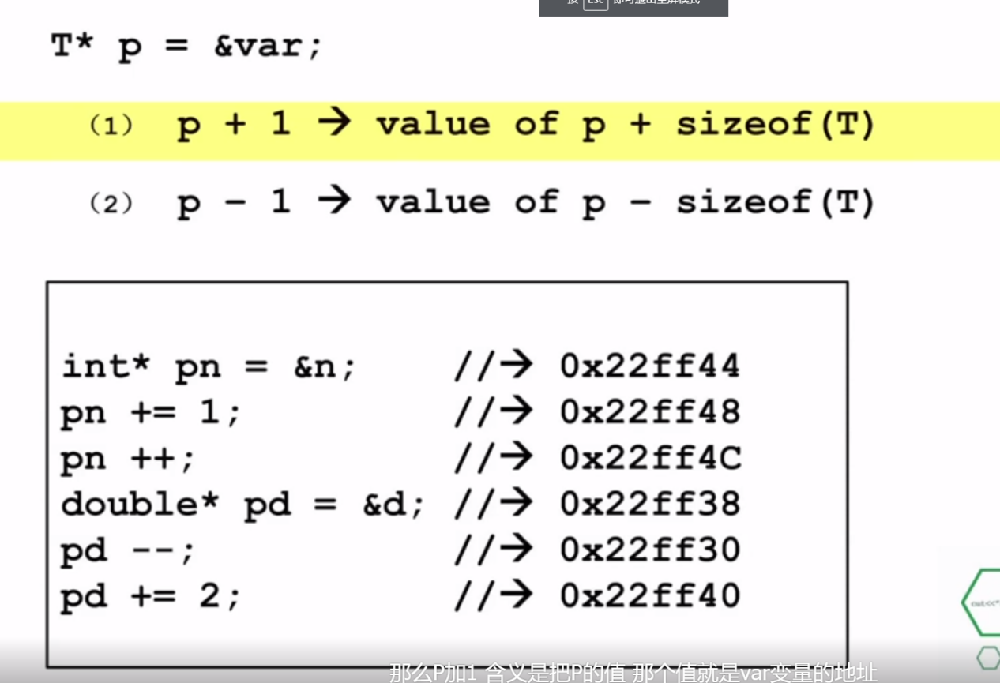 Esc
T* p = &var;
(1) p + 1 → value of p + sizeof(T)
(2) p - 1 → value of p - sizeof(T)
int* pn = &n; //→ 0x22ff44
pn += 1; //→ 0x22ff48
pn ++; //→ 0x22ff4C
double* pd = &d; //→ 0x22ff38
pd --; //→ 0x22ff30
pd += 2; //→ 0x22ff40
那么P加1 含义是把P的值 那个值就是var变量的地址